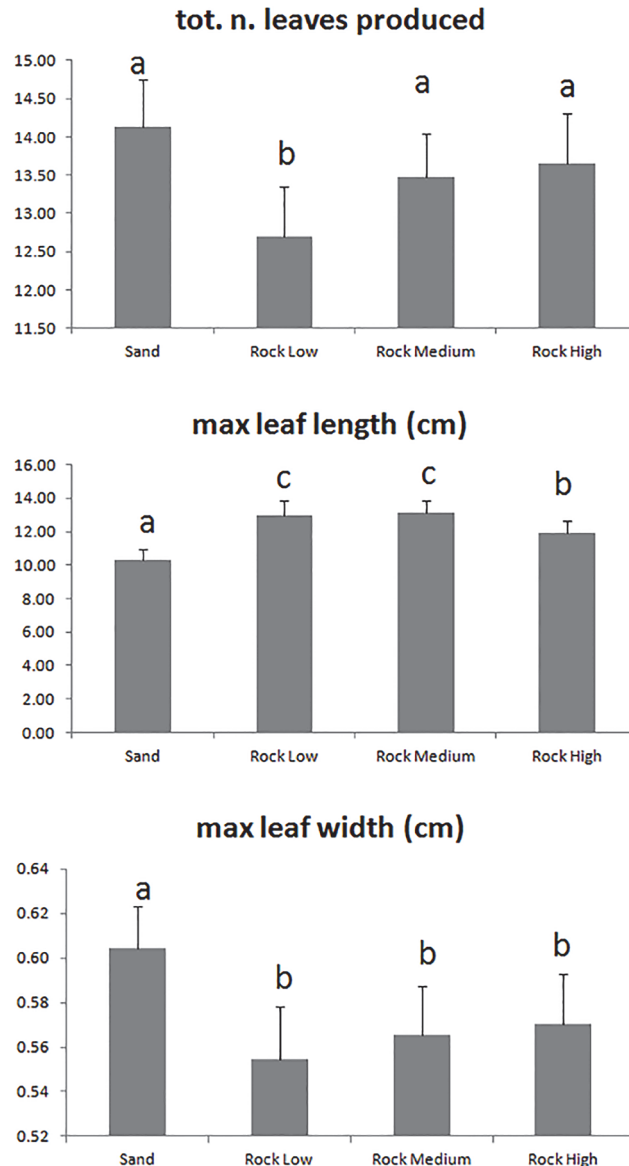 tot. n. leaves produced
15.00
14.50
14.00
13.50
13.00
12.50
12.00
11.50
a
b
a
a
Sand Rock Low Rock Medium Rock High
max leaf length (cm)
16.00
14.00
12.00
10.00
8.00
6.00
4.00
2.00
0.00
a
c
c
b
Sand Rock Low Rock Medium Rock High
max leaf width (cm)
0.64
0.62
0.60
0.58
0.56
0.54
0.52
a
b
b
b
Sand Rock Low Rock Medium Rock High